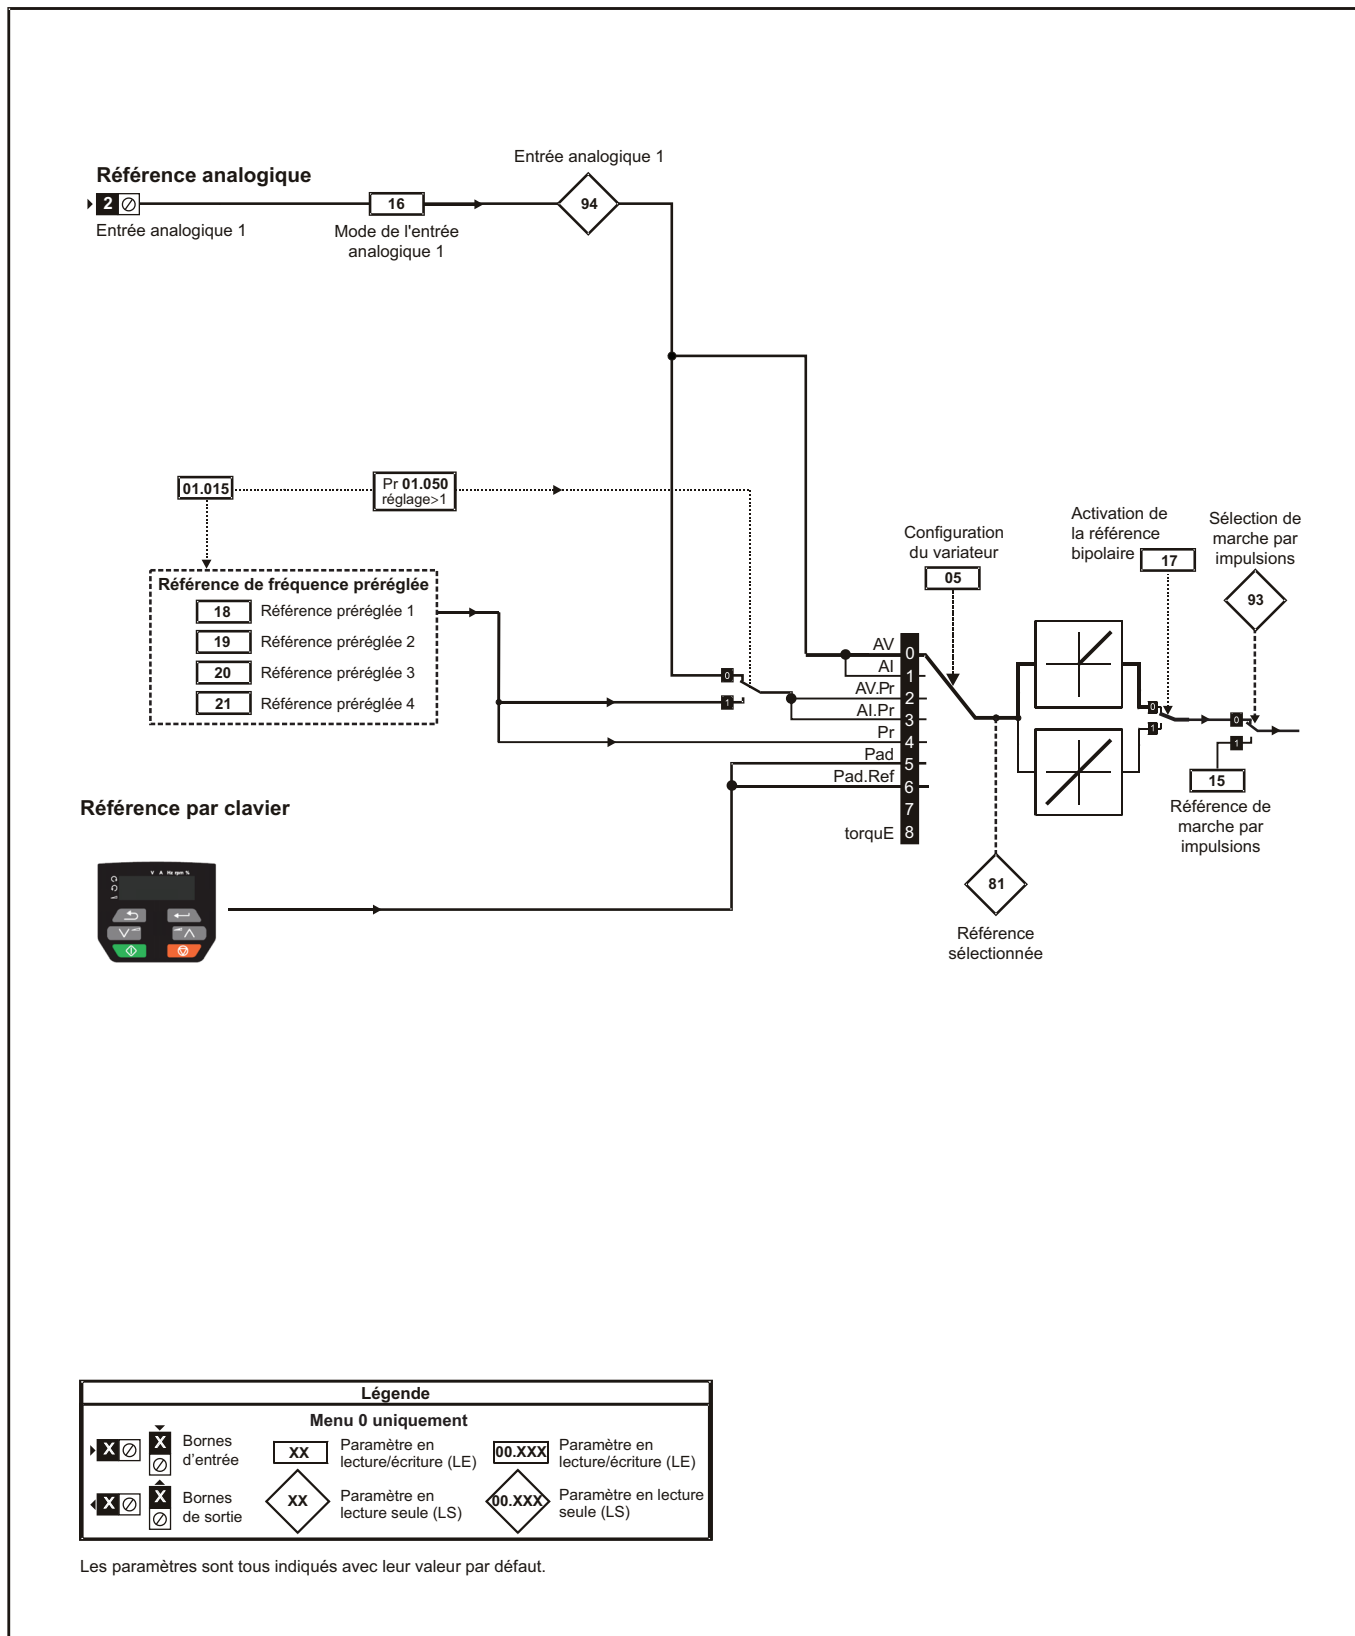 Entrée analogique 1
Référence analogique
2
16
94
Entrée analogique 1
Mode de l'entrée
analogique 1
01.015
Pr 01.050
réglage>1
Référence de fréquence préréglée
18 Référence préréglée 1
19 Référence préréglée 2
20 Référence préréglée 3
21 Référence préréglée 4
0
1
Configuration
du variateur
05
Activation de
la référence
bipolaire
17
Sélection de
marche par
impulsions
93
AV 0
AI 1
AV.Pr 2
AI.Pr 3
Pr 4
Pad 5
Pad.Ref 6
7
torquE 8
0
1
0
1
15
Référence de
marche par
impulsions
81
Référence
sélectionnée
Référence par clavier
V A Hz rpm %
Légende
Menu 0 uniquement
X X Bornes
d'entrée
XX Paramètre en
lecture/écriture (LE)
00.XXX Paramètre en
lecture/écriture (LE)
X X Bornes
de sortie
XX Paramètre en
lecture seule (LS)
00.XXX Paramètre en lecture
seule (LS)
Les paramètres sont tous indiqués avec leur valeur par défaut.